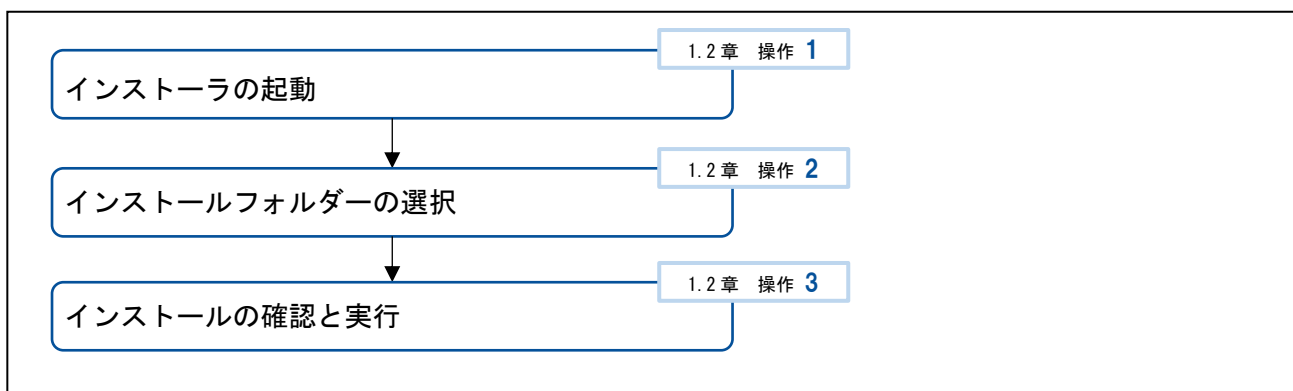 1.2章 操作 1
インストーラの起動
1.2章 操作 2
インストールフォルダーの選択
1.2章 操作 3
インストールの確認と実行